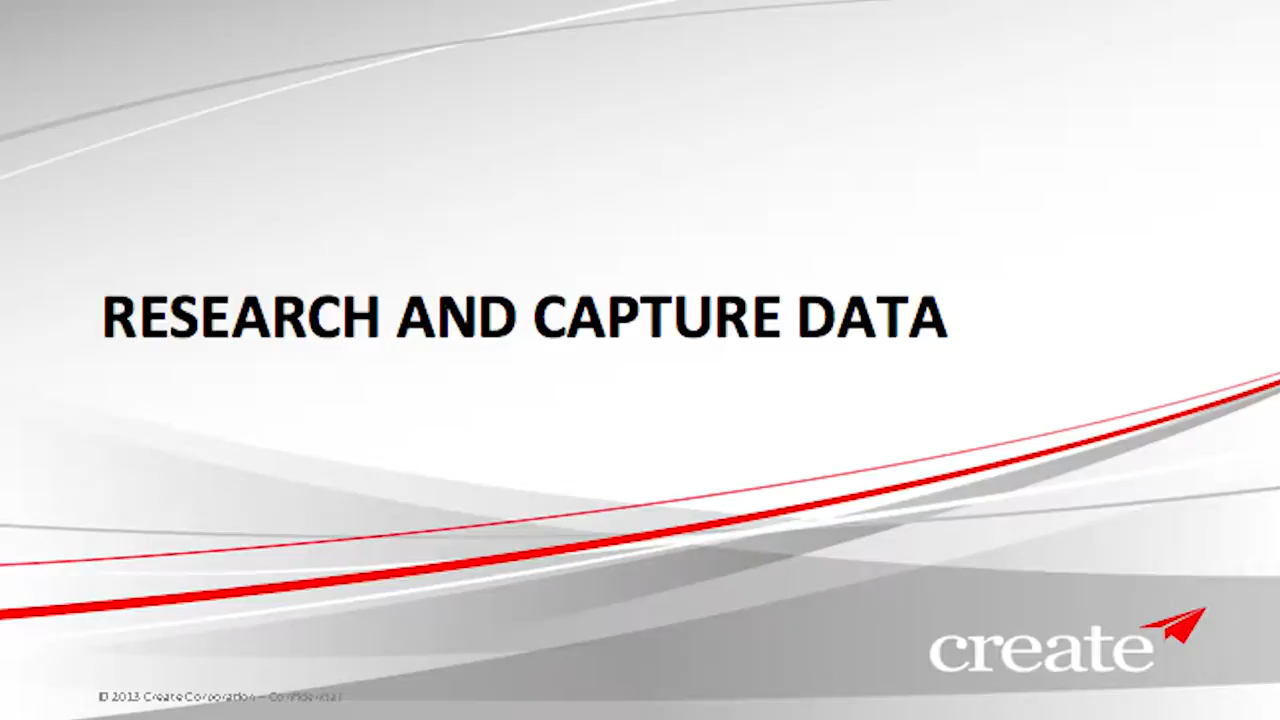 RESEARCH AND CAPTURE DATA
create
© 2013 Create Corporation – Confidential